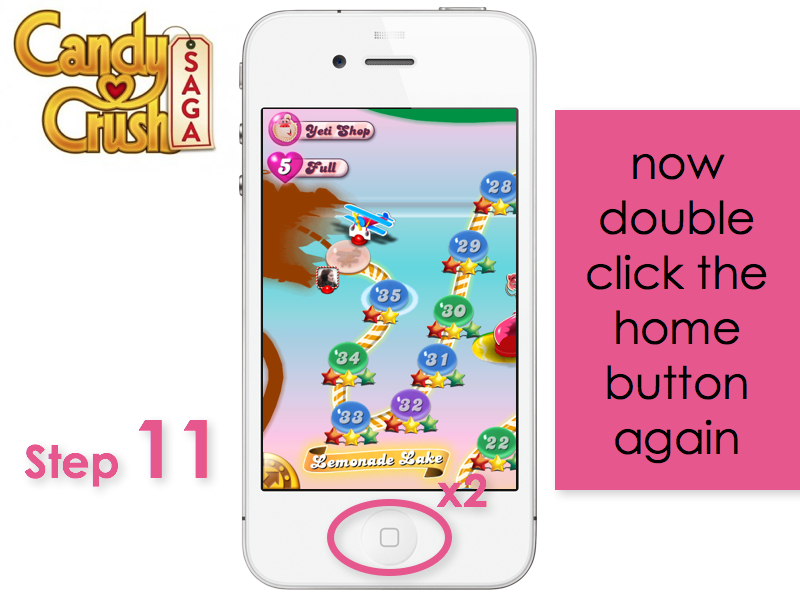 Candy
Crush
SAGA
Yeti Shop
5 Full
'28
'29
'35
'30
'34
'31
'32
'33
'22
Lemonade Lake
Step 11
x2
now
double
click the
home
button
again